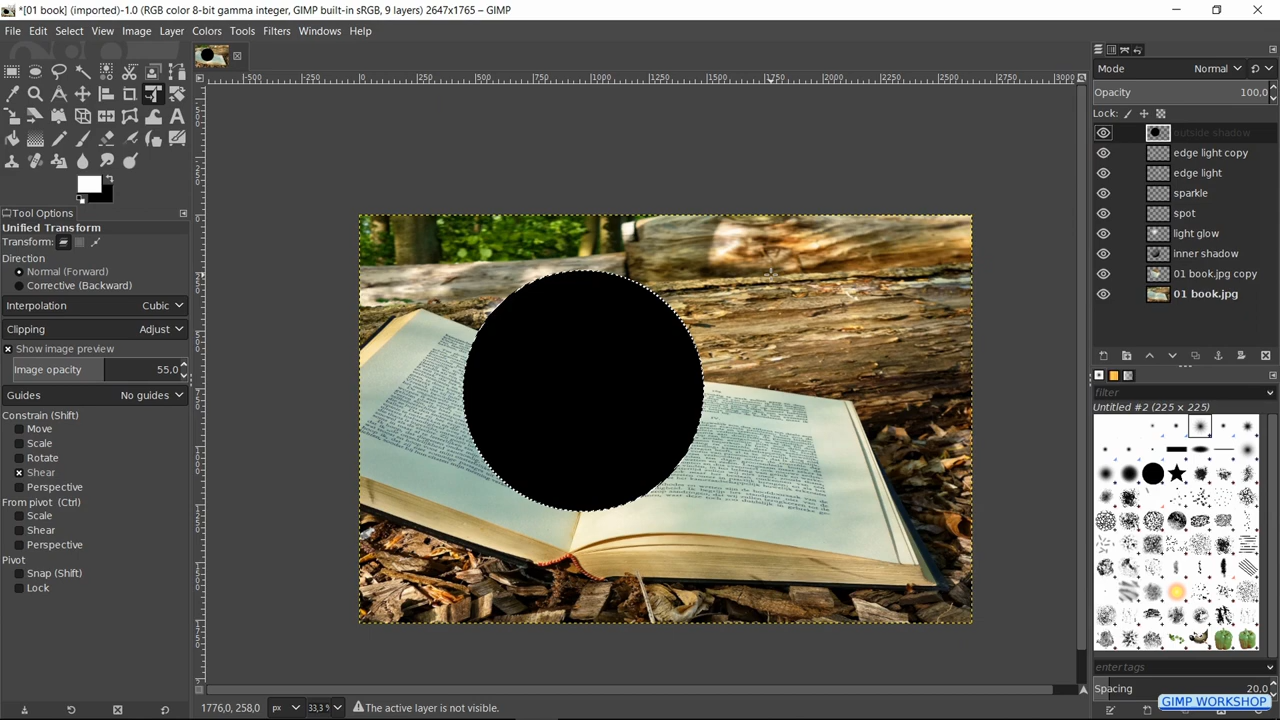 *[01 book] (imported)-1.0 (RGB color 8-bit gamma integer, GIMP built-in sRGB, 9 layers) 2647x1765 – GIMP
File Edit Select View Image Layer Colors Tools Filters Windows Help
Mode Normal
Opacity 100,0
Lock:
outside shadow
edge light copy
edge light
sparkle
spot
light glow
inner shadow
01 book.jpg copy
01 book.jpg
Tool Options
Unified Transform
Transform:
Direction
Normal (Forward)
Corrective (Backward)
Interpolation Cubic
Clipping Adjust
Show image preview
Image opacity 55,0
Guides No guides
Constrain (Shift)
Move
Scale
Rotate
Shear
Perspective
From pivot (Ctrl)
Scale
Shear
Perspective
Pivot
Snap (Shift)
Lock
filter
Untitled #2 (225 × 225)
enter tags
Spacing 20,0
GIMP WORKSHOP
1776,0, 258,0 px 33,3 The active layer is not visible.